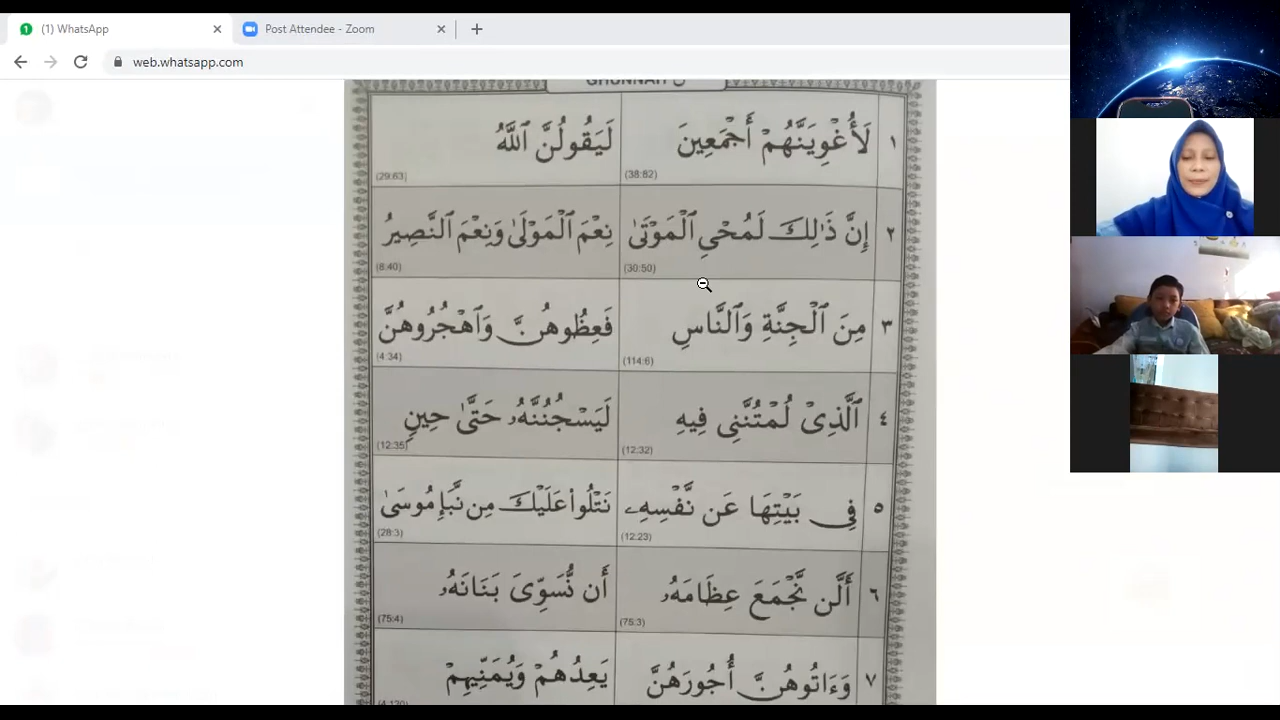 (1) WhatsApp
Post Attendee - Zoom
web.whatsapp.com
GHUNNAH ن
١ لَأُغْوِيَنَّهُمْ أَجْمَعِينَ (38:82) لَيَقُولُنَّ ٱللَّهُ (29:63)
٢ إِنَّ ذَٰلِكَ لَمُحْيِ ٱلْمَوْتَىٰ (30:50) نِعْمَ ٱلْمَوْلَىٰ وَنِعْمَ ٱلنَّصِيرُ (8:40)
٣ مِنَ ٱلْجِنَّةِ وَٱلنَّاسِ (114:6) فَعِظُوهُنَّ وَٱهْجُرُوهُنَّ (4:34)
٤ ٱلَّذِىْ لُمْتُنَّنِى فِيهِ (12:32) لَيَسْجُنُنَّهُۥ حَتَّىٰ حِينٍ (12:35)
٥ فِى بَيْتِهَا عَن نَّفْسِهِۦ (12:23) نَتْلُوا۟ عَلَيْكَ مِن نَّبَإِ مُوسَىٰ (28:3)
٦ أَلَّن نَّجْمَعَ عِظَامَهُۥ (75:3) أَن نُّسَوِّىَ بَنَانَهُۥ (75:4)
٧ وَءَاتُوهُنَّ أُجُورَهُنَّ يَعِدُهُمْ وَيُمَنِّيهِمْ (4:120)